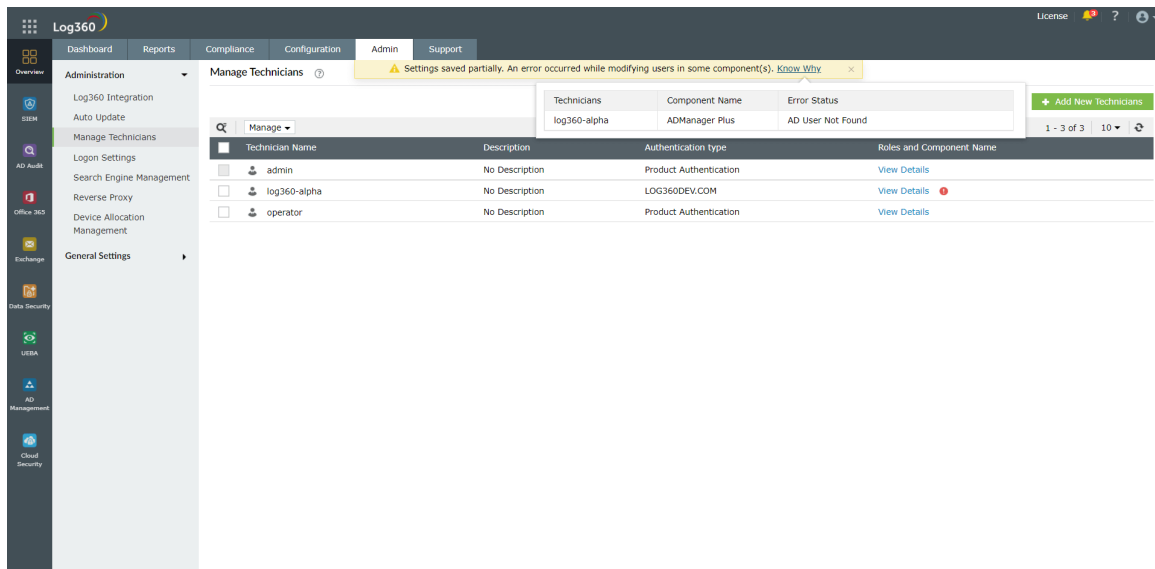 License 3 ?
Log360
Dashboard Reports Compliance Configuration Admin Support
Overview
SIEM
AD Audit
Office 365
Exchange
Data Security
UEBA
AD
Management
Cloud
Security
Administration
Log360 Integration
Auto Update
Manage Technicians
Logon Settings
Search Engine Management
Reverse Proxy
Device Allocation
Management
General Settings
Manage Technicians ?
Settings saved partially. An error occurred while modifying users in some component(s). Know Why ×
Technicians Component Name Error Status
log360-alpha ADManager Plus AD User Not Found
+ Add New Technicians
Manage
1 - 3 of 3 10
Technician Name Description Authentication type Roles and Component Name
admin No Description Product Authentication View Details
log360-alpha No Description LOG360DEV.COM View Details !
operator No Description Product Authentication View Details